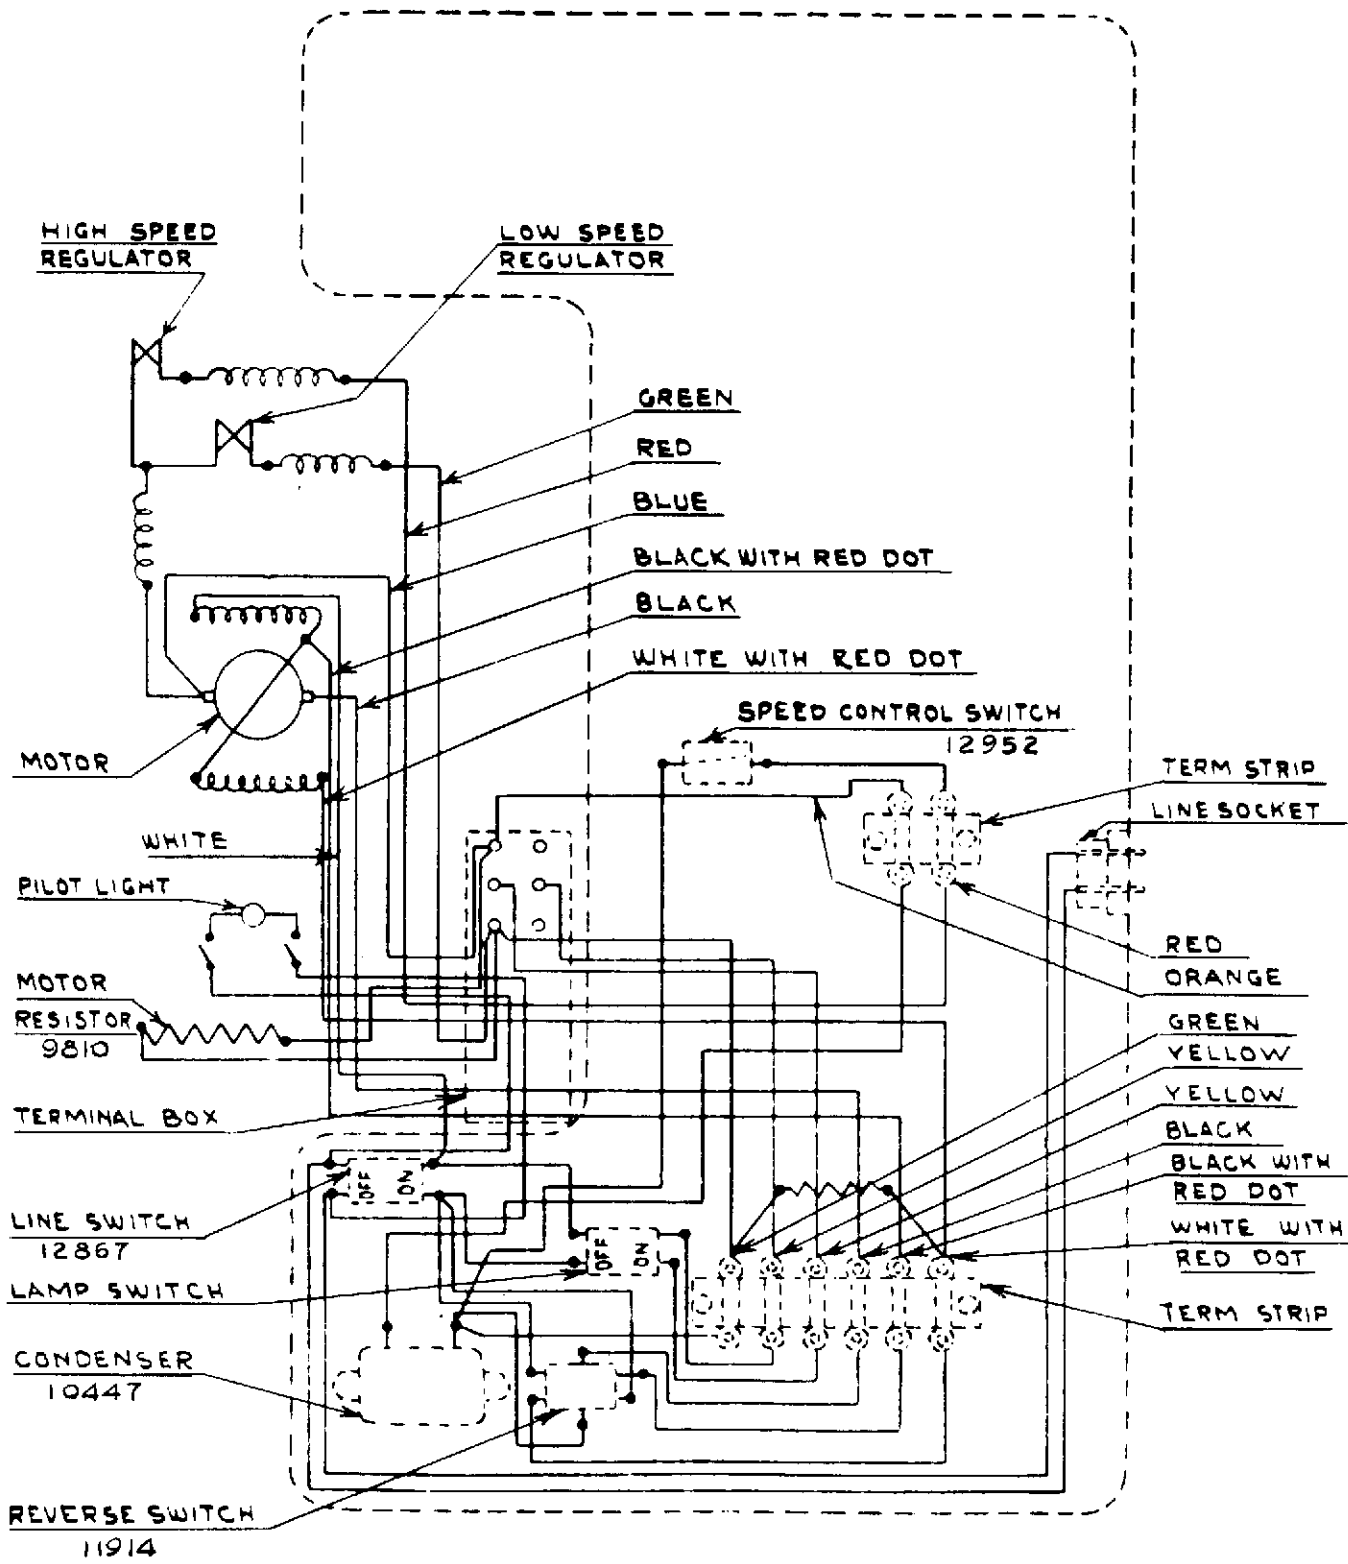 HIGH SPEED
REGULATOR
LOW SPEED
REGULATOR
GREEN
RED
BLUE
BLACK WITH RED DOT
BLACK
WHITE WITH RED DOT
SPEED CONTROL SWITCH
12952
MOTOR
TERM STRIP
LINE SOCKET
WHITE
PILOT LIGHT
RED
ORANGE
MOTOR
RESISTOR
9810
GREEN
YELLOW
YELLOW
TERMINAL BOX
BLACK
BLACK WITH
RED DOT
OFF
ON
LINE SWITCH
12867
WHITE WITH
RED DOT
OFF
ON
LAMP SWITCH
TERM STRIP
CONDENSER
10447
REVERSE SWITCH
11914